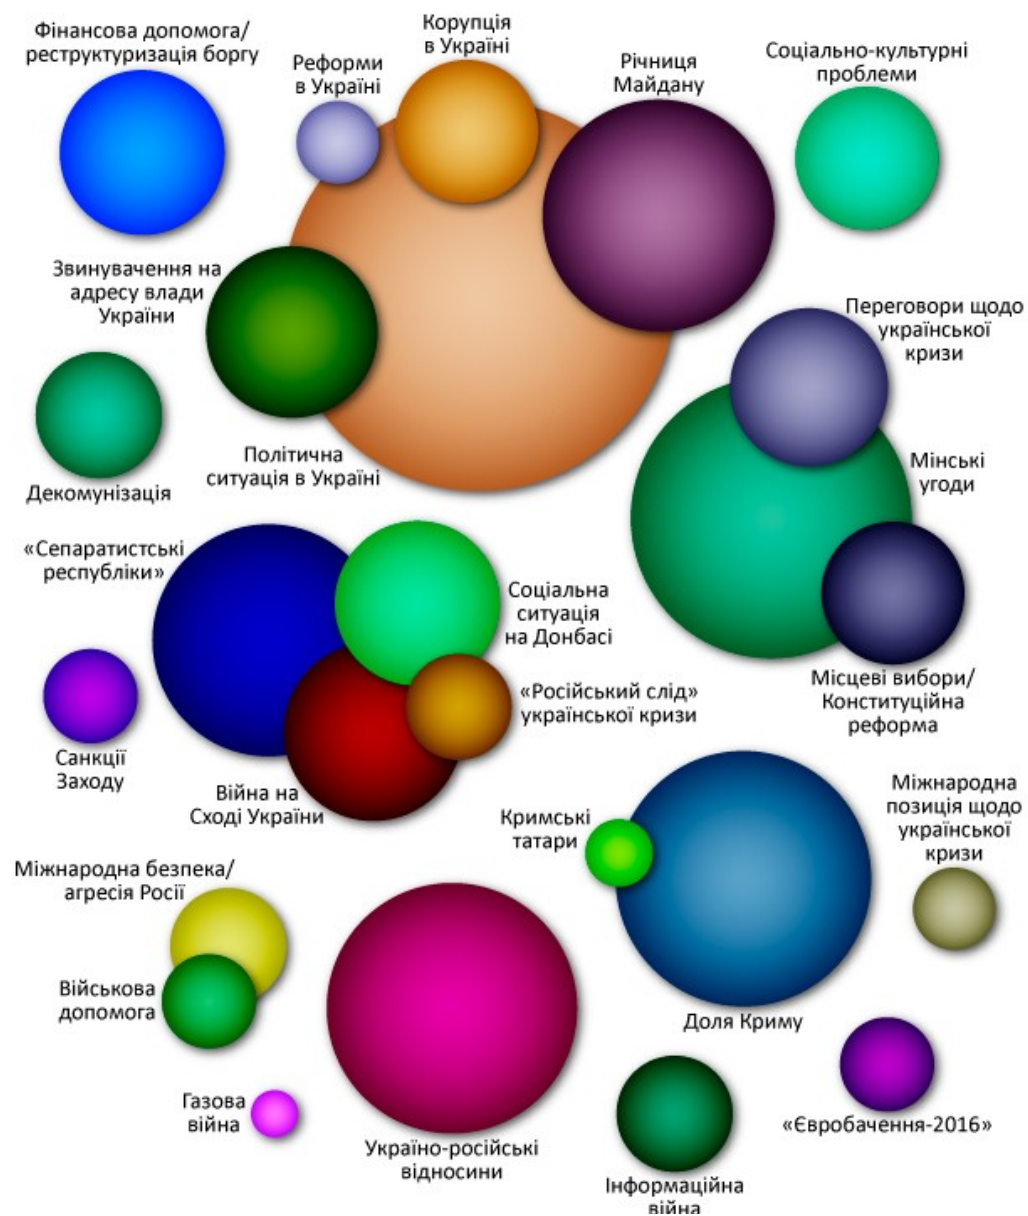 Фінансова допомога/
реструктуризація боргу
Реформи
в Україні
Корупція
в Україні
Річниця
Майдану
Соціально-культурні
проблеми
Звинувачення на
адресу влади
України
Переговори щодо
української
кризи
Декомунізація
Політична
ситуація в Україні
Мінські
угоди
«Сепаратистські
республіки»
Соціальна
ситуація
на Донбасі
«Російський слід»
української кризи
Місцеві вибори/
Конституційна
реформа
Санкції
Заходу
Війна на
Сході України
Кримські
татари
Міжнародна
позиція щодо
української
кризи
Міжнародна безпека/
агресія Росії
Військова
допомога
Доля Криму
Газова
війна
Україно-російські
відносини
«Євробачення-2016»
Інформаційна
війна